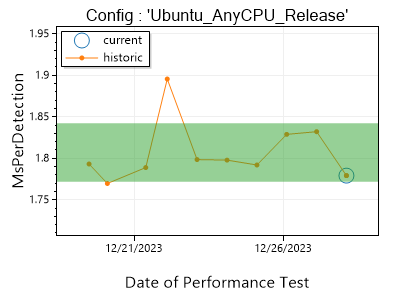 Config : 'Ubuntu_AnyCPU_Release'
current
historic
MsPerDetection
1.95
1.9
1.85
1.8
1.75
12/21/2023
12/26/2023
Date of Performance Test